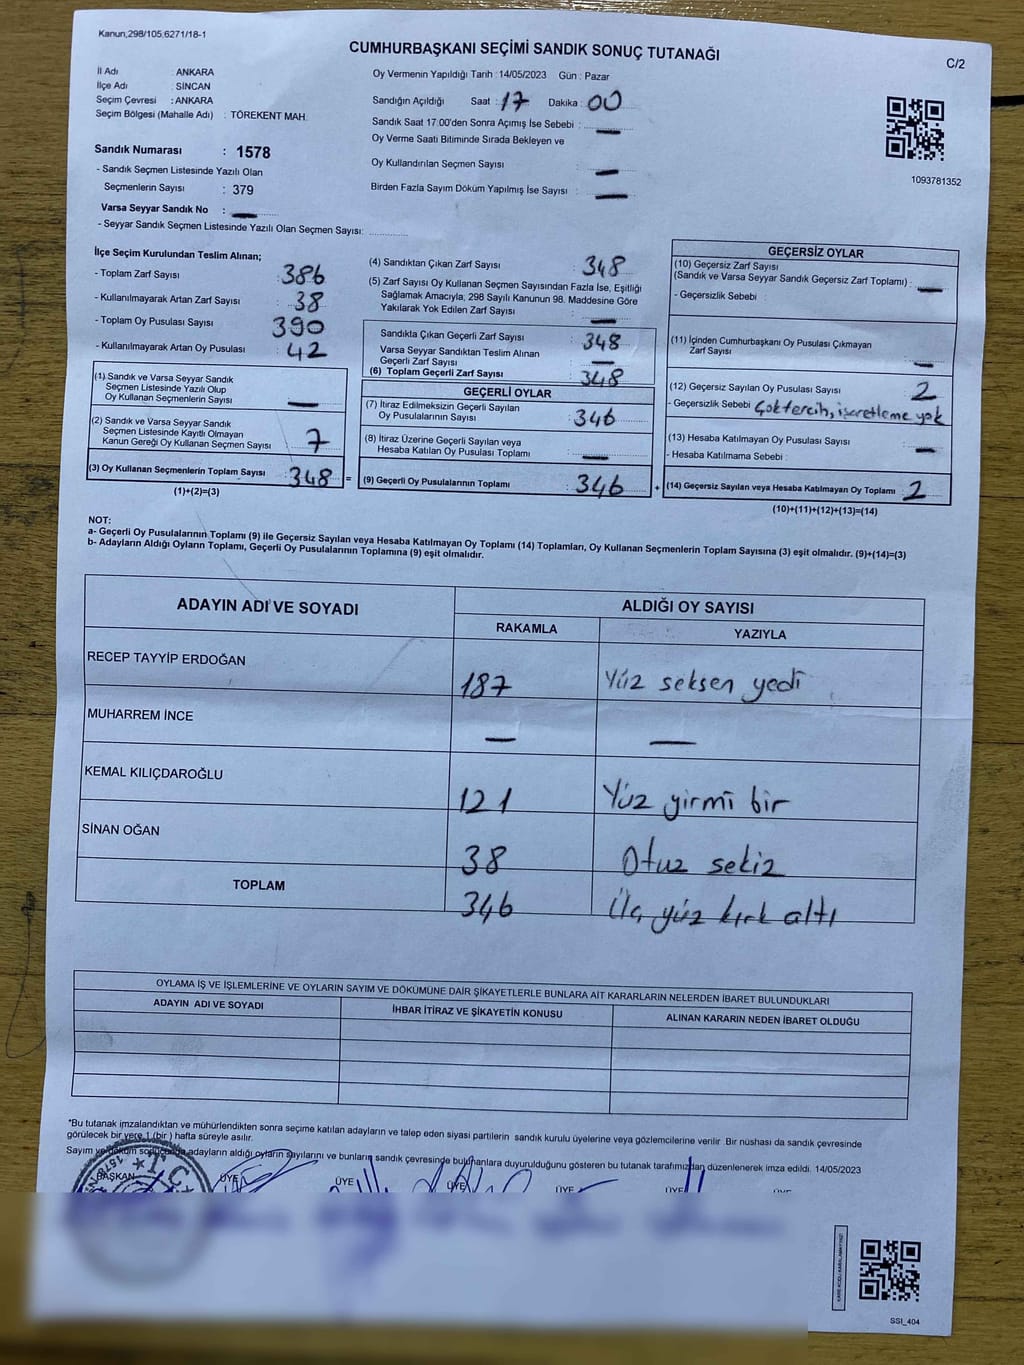 Kanun,298/105,6271/18-1
CUMHURBAŞKANI SEÇİMİ SANDIK SONUÇ TUTANAĞI
C/2
İl Adı : ANKARA
İlçe Adı : SİNCAN
Seçim Çevresi : ANKARA
Seçim Bölgesi (Mahalle Adı) : TÖREKENT MAH.
Sandık Numarası : 1578
- Sandık Seçmen Listesinde Yazılı Olan
Seçmenlerin Sayısı : 379
Varsa Seyyar Sandık No : —
- Seyyar Sandık Seçmen Listesinde Yazılı Olan Seçmen Sayısı: ............
Oy Vermenin Yapıldığı Tarih : 14/05/2023 Gün : Pazar
Sandığın Açıldığı Saat : 17 Dakika : 00
Sandık Saat 17.00'den Sonra Açımış İse Sebebi : —
Oy Verme Saati Bitiminde Sırada Bekleyen ve
Oy Kullandırılan Seçmen Sayısı : —
Birden Fazla Sayım Döküm Yapılmış İse Sayısı : —
1093781352
İlçe Seçim Kurulundan Teslim Alınan;
- Toplam Zarf Sayısı : 386
- Kullanılmayarak Artan Zarf Sayısı : 38
- Toplam Oy Pusulası Sayısı : 390
- Kullanılmayarak Artan Oy Pusulası : 42
(1) Sandık ve Varsa Seyyar Sandık
Seçmen Listesinde Yazılı Olup
Oy Kullanan Seçmenlerin Sayısı : —
(2) Sandık ve Varsa Seyyar Sandık
Seçmen Listesinde Kayıtlı Olmayan
Kanun Gereği Oy Kullanan Seçmen Sayısı : 7
(3) Oy Kullanan Seçmenlerin Toplam Sayısı : 348 =
(1)+(2)=(3)
(4) Sandıktan Çıkan Zarf Sayısı : 348
(5) Zarf Sayısı Oy Kullanan Seçmen Sayısından Fazla İse, Eşitliği
Sağlamak Amacıyla, 298 Sayılı Kanunun 98. Maddesine Göre
Yakılarak Yok Edilen Zarf Sayısı : —
Sandıkta Çıkan Geçerli Zarf Sayısı : 348
Varsa Seyyar Sandıktan Teslim Alınan
Geçerli Zarf Sayısı : —
(6) Toplam Geçerli Zarf Sayısı : 348
GEÇERLİ OYLAR
(7) İtiraz Edilmeksizin Geçerli Sayılan
Oy Pusulalarının Sayısı : 346
(8) İtiraz Üzerine Geçerli Sayılan veya
Hesaba Katılan Oy Pusulası Toplamı : —
(9) Geçerli Oy Pusulalarının Toplamı : 346 +
GEÇERSİZ OYLAR
(10) Geçersiz Zarf Sayısı
(Sandık ve Varsa Seyyar Sandık Geçersiz Zarf Toplamı) : —
- Geçersizlik Sebebi :
(11) İçinden Cumhurbaşkanı Oy Pusulası Çıkmayan
Zarf Sayısı : —
(12) Geçersiz Sayılan Oy Pusulası Sayısı : 2
- Geçersizlik Sebebi : Çok tercih, işaretleme yok
(13) Hesaba Katılmayan Oy Pusulası Sayısı : —
- Hesaba Katılmama Sebebi :
(14) Geçersiz Sayılan veya Hesaba Katılmayan Oy Toplamı : 2
(10)+(11)+(12)+(13)=(14)
NOT:
a- Geçerli Oy Pusulalarının Toplamı (9) ile Geçersiz Sayılan veya Hesaba Katılmayan Oy Toplamı (14) Toplamları, Oy Kullanan Seçmenlerin Toplam Sayısına (3) eşit olmalıdır. (9)+(14)=(3)
b- Adayların Aldığı Oyların Toplamı, Geçerli Oy Pusulalarının Toplamına (9) eşit olmalıdır.
ADAYIN ADI VE SOYADI
ALDIĞI OY SAYISI
RAKAMLA YAZIYLA
RECEP TAYYİP ERDOĞAN 187 Yüz seksen yedi
MUHARREM İNCE — —
KEMAL KILIÇDAROĞLU 121 Yüz yirmi bir
SİNAN OĞAN 38 Otuz sekiz
TOPLAM 346 Üç yüz kırk altı
OYLAMA İŞ VE İŞLEMLERİNE VE OYLARIN SAYIM VE DÖKÜMÜNE DAİR ŞİKAYETLERLE BUNLARA AİT KARARLARIN NELERDEN İBARET BULUNDUKLARI
ADAYIN ADI VE SOYADI İHBAR İTİRAZ VE ŞİKAYETİN KONUSU ALINAN KARARIN NEDEN İBARET OLDUĞU
*Bu tutanak imzalandıktan ve mühürlendikten sonra seçime katılan adayların ve talep eden siyasi partilerin sandık kurulu üyelerine veya gözlemcilerine verilir. Bir nüshası da sandık çevresinde
görülecek bir yere 1 (bir) hafta süreyle asılır.
Sayım ve döküm sonucunda adayların aldığı oyların sayılarını ve bunların sandık çevresinde bulunanlara duyurulduğunu gösteren bu tutanak tarafımızdan düzenlenerek imza edildi. 14/05/2023
BAŞKAN ÜYE ÜYE ÜYE ÜYE ÜYE
T.C.
1578
SSI_404